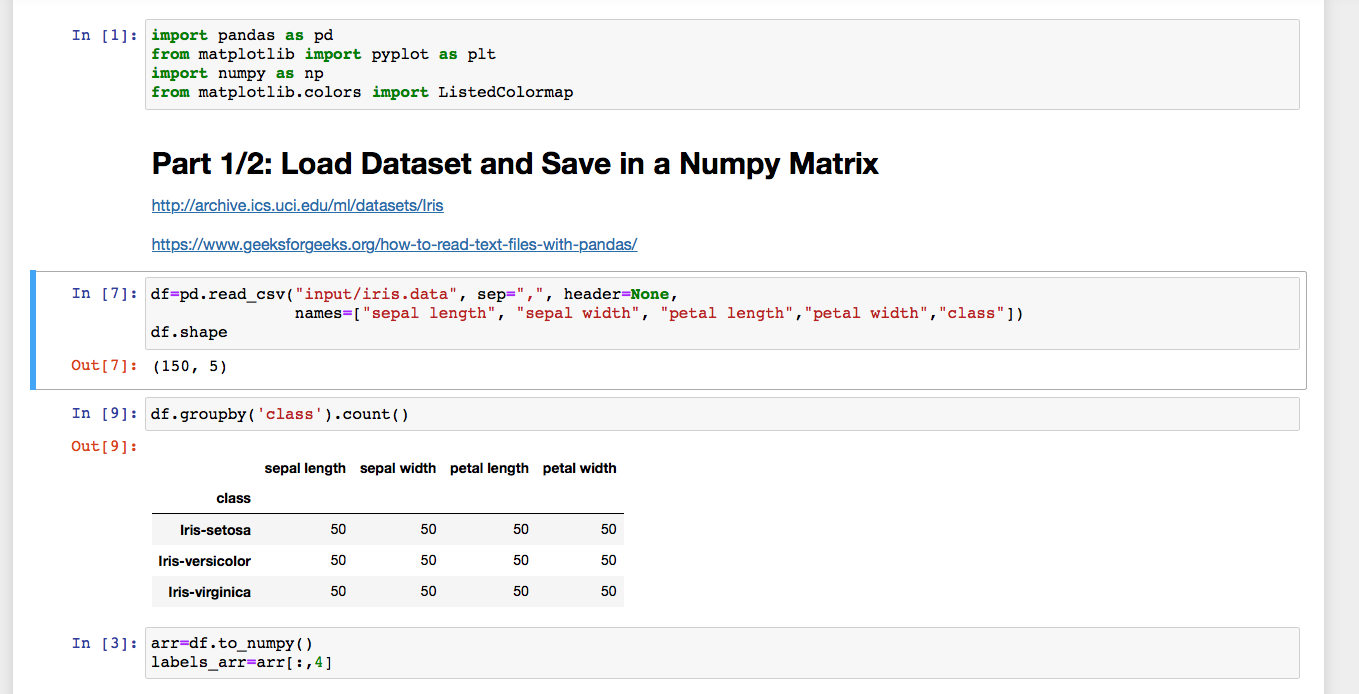 In [1]: import pandas as pd
from matplotlib import pyplot as plt
import numpy as np
from matplotlib.colors import ListedColormap
Part 1/2: Load Dataset and Save in a Numpy Matrix
http://archive.ics.uci.edu/ml/datasets/Iris
https://www.geeksforgeeks.org/how-to-read-text-files-with-pandas/
In [7]: df=pd.read_csv("input/iris.data", sep=",", header=None,
names=["sepal length", "sepal width", "petal length","petal width","class"])
df.shape
Out[7]: (150, 5)
In [9]: df.groupby('class').count()
Out[9]:
sepal length sepal width petal length petal width
class
Iris-setosa 50 50 50 50
Iris-versicolor 50 50 50 50
Iris-virginica 50 50 50 50
In [3]: arr=df.to_numpy()
labels_arr=arr[:,4]